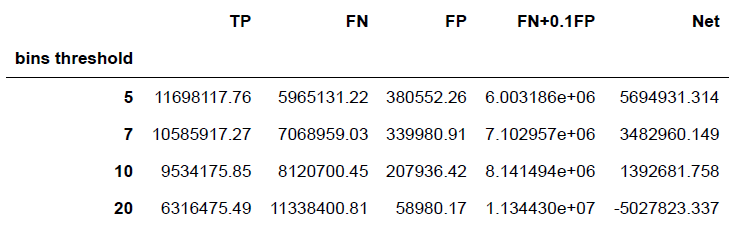 TP FN FP FN+0.1FP Net
bins threshold
5 11698117.76 5965131.22 380552.26 6.003186e+06 5694931.314
7 10585917.27 7068959.03 339980.91 7.102957e+06 3482960.149
10 9534175.85 8120700.45 207936.42 8.141494e+06 1392681.758
20 6316475.49 11338400.81 58980.17 1.134430e+07 -5027823.337